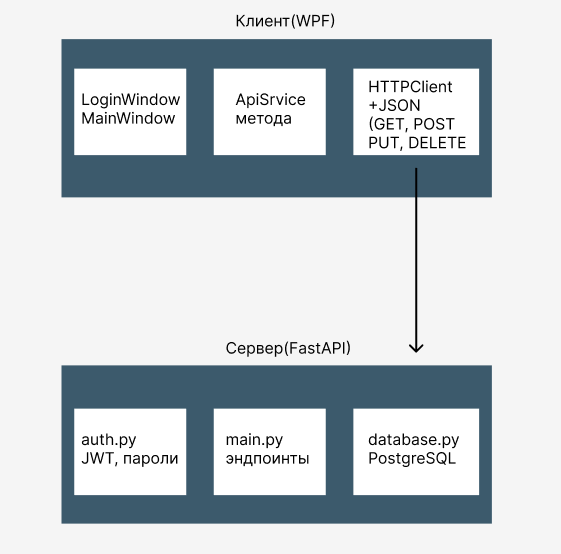 Клиент(WPF)
LoginWindow
MainWindow
ApiSrvice
метода
HTTPClient
+JSON
(GET, POST
PUT, DELETE
Сервер(FastAPI)
auth.py
JWT, пароли
main.py
эндпоинты
database.py
PostgreSQL